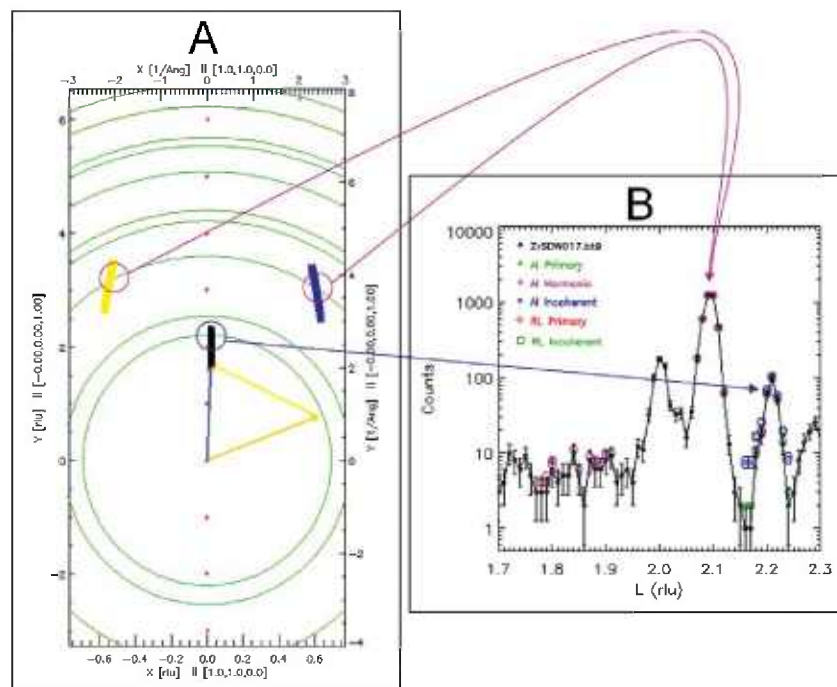 A
X [1/Ang] || [1.0,1.0,0.0]
-3 -2 -1 0 1 2 3
6
4
2
0
-2
Y [rlu] || [-0.00,0.00,1.00]
8
6
4
2
0
-2
-4
Y [1/Ang] || [-0.00,0.00,1.00]
-0.6 -0.4 -0.2 0.0 0.2 0.4 0.6
X [rlu] || [1.0,1.0,0.0]
B
10000
1000
100
10
1
Counts
Al Primary
Al Harmonic
Al Incoherent
RL Primary
RL Incoherent
1.7 1.8 1.9 2.0 2.1 2.2 2.3
L (rlu)